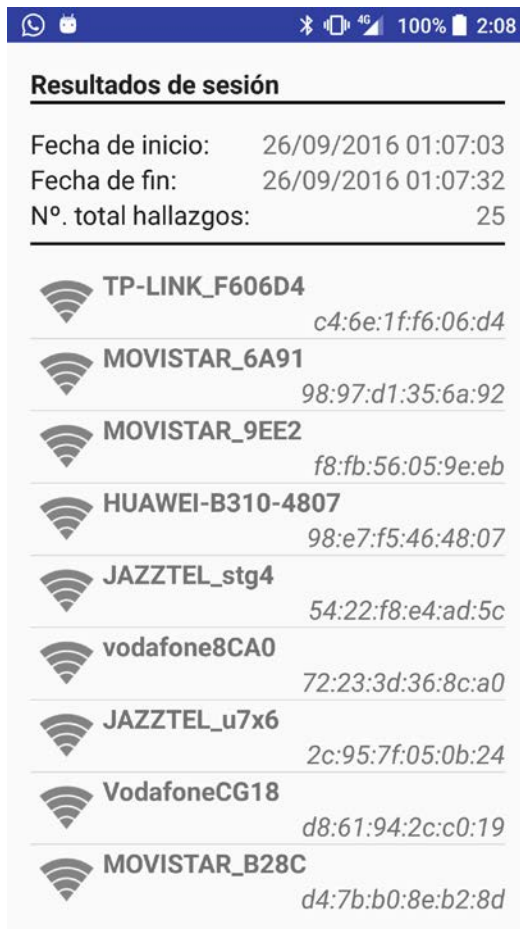 4G 100% 2:08
Resultados de sesión
Fecha de inicio: 26/09/2016 01:07:03
Fecha de fin: 26/09/2016 01:07:32
Nº. total hallazgos: 25
TP-LINK_F606D4
c4:6e:1f:f6:06:d4
MOVISTAR_6A91
98:97:d1:35:6a:92
MOVISTAR_9EE2
f8:fb:56:05:9e:eb
HUAWEI-B310-4807
98:e7:f5:46:48:07
JAZZTEL_stg4
54:22:f8:e4:ad:5c
vodafone8CA0
72:23:3d:36:8c:a0
JAZZTEL_u7x6
2c:95:7f:05:0b:24
VodafoneCG18
d8:61:94:2c:c0:19
MOVISTAR_B28C
d4:7b:b0:8e:b2:8d